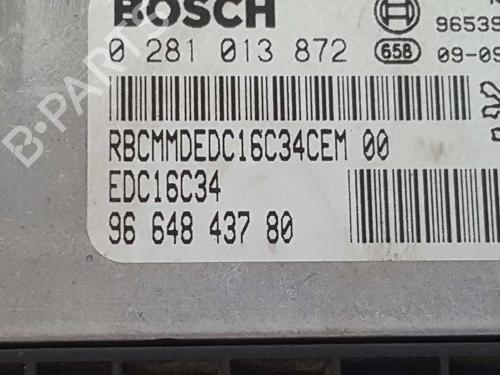 BOSCH
96539
0 281 013 872
658
09-09
RBCMMDEDC16C34CEM 00
EDC16C34
96 648 437 80
B-PARTS